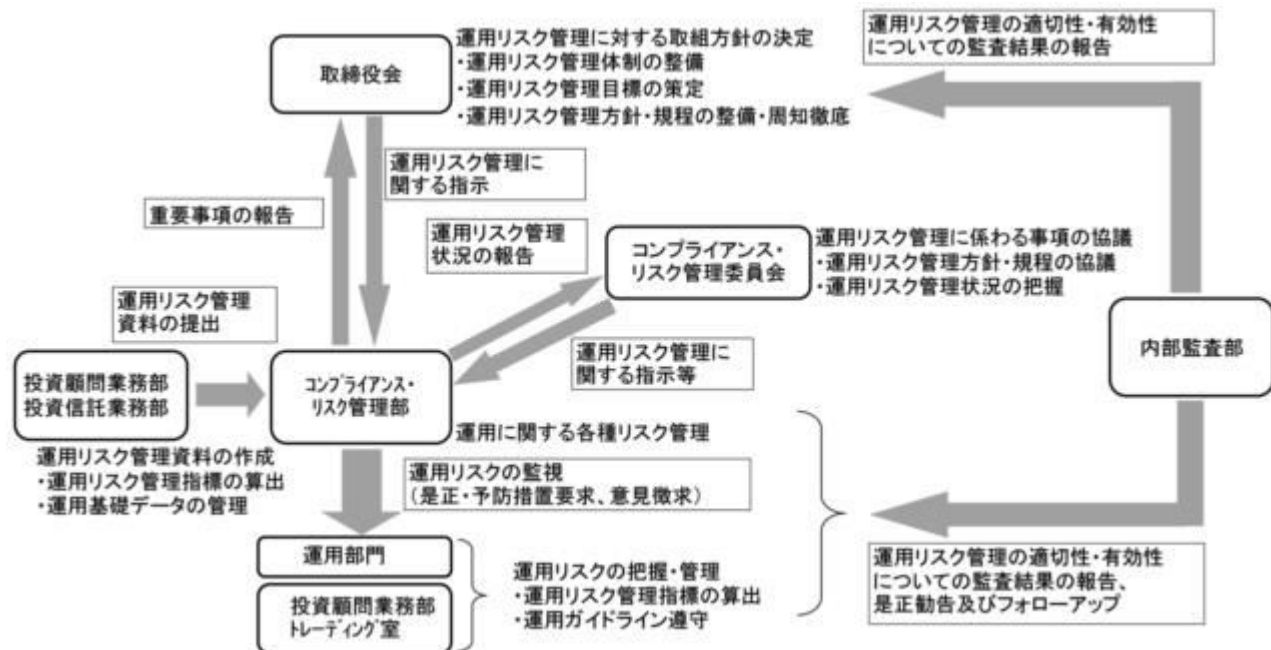 運用リスク管理の適切性・有効性
についての監査結果の報告
取締役会
運用リスク管理に対する取組方針の決定
・運用リスク管理体制の整備
・運用リスク管理目標の策定
・運用リスク管理方針・規程の整備・周知徹底
運用リスク管理に
関する指示
重要事項の報告
運用リスク管理
状況の報告
コンプライアンス・
リスク管理委員会
運用リスク管理に係わる事項の協議
・運用リスク管理方針・規程の協議
・運用リスク管理状況の把握
運用リスク管理
資料の提出
運用リスク管理に
関する指示等
内部監査部
投資顧問業務部
投資信託業務部
コンプライアンス・
リスク管理部
運用に関する各種リスク管理
運用リスク管理資料の作成
・運用リスク管理指標の算出
・運用基礎データの管理
運用リスクの監視
(是正・予防措置要求、意見徴求)
運用部門
投資顧問業務部
トレーディング室
運用リスクの把握・管理
・運用リスク管理指標の算出
・運用ガイドライン遵守
運用リスク管理の適切性・有効性
についての監査結果の報告、
是正勧告及びフォローアップ